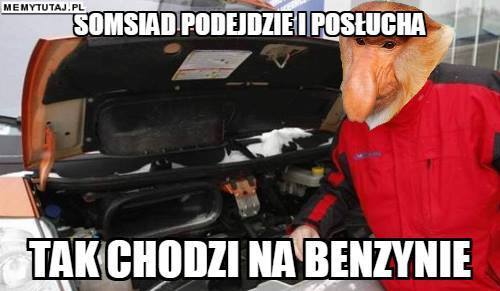 MEMYTUTAJ.PL
SOMSIAD PODEJDZIE I POSŁUCHA
TAK CHODZI NA BENZYNIE